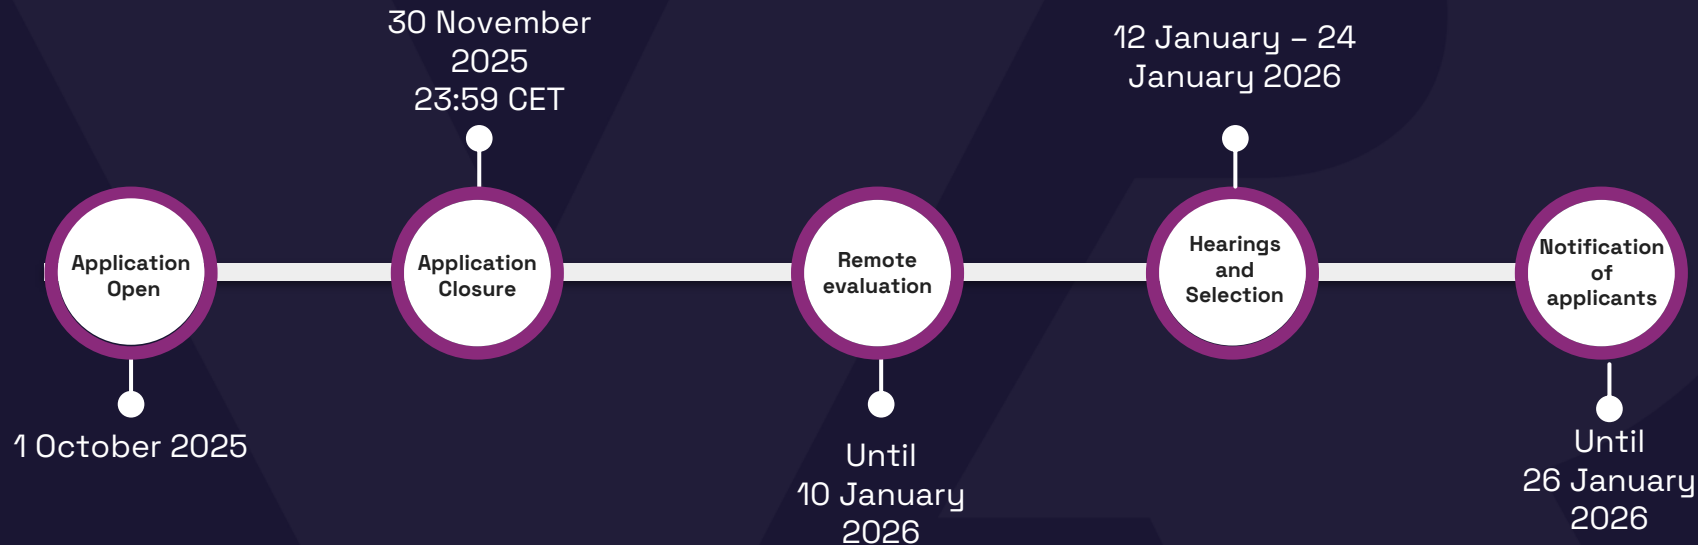 30 November
2025
23:59 CET
12 January – 24
January 2026
Application
Open
Application
Closure
Remote
evaluation
Hearings
and
Selection
Notification
of
applicants
1 October 2025
Until
10 January
2026
Until
26 January
2026